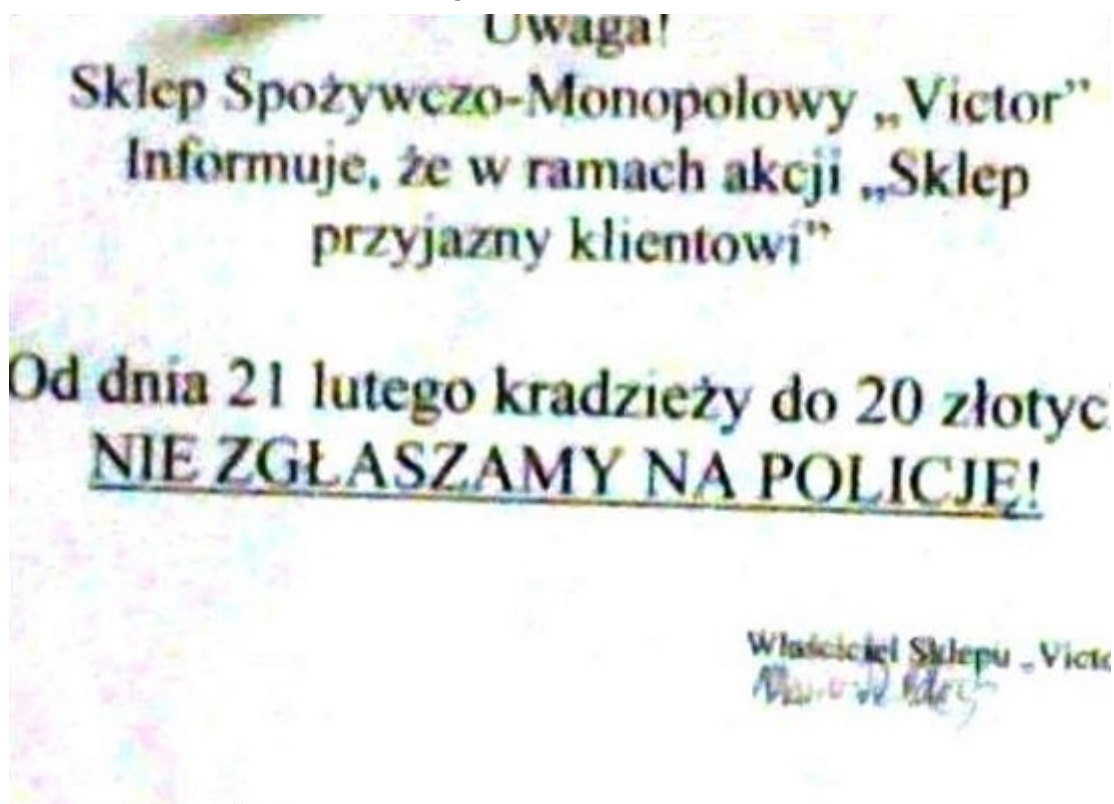 Uwaga!
Sklep Spożywczo-Monopolowy „Victor”
Informuje, że w ramach akcji „Sklep
przyjazny klientowi”
Od dnia 21 lutego kradzieży do 20 złotyc
NIE ZGŁASZAMY NA POLICJĘ!
Właściciel Sklepu „Victo